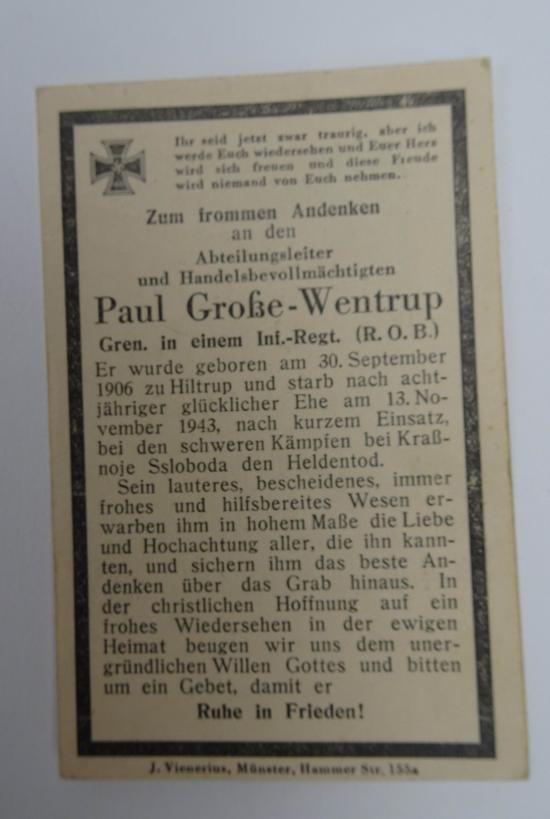 Ihr seid jetzt zwar traurig, aber ich
werde Euch wiedersehen und Euer Herz
wird sich freuen und diese Freude
wird niemand von Euch nehmen.
Zum frommen Andenken
an den
Abteilungsleiter
und Handelsbevollmächtigten
Paul Große-Wentrup
Gren. in einem Inf.-Regt. (R. O. B.)
Er wurde geboren am 30. September
1906 zu Hiltrup und starb nach acht-
jähriger glücklicher Ehe am 13. No-
vember 1943, nach kurzem Einsatz,
bei den schweren Kämpfen bei Kraß-
noje Ssloboda den Heldentod.
Sein lauteres, bescheidenes, immer
frohes und hilfsbereites Wesen er-
warben ihm in hohem Maße die Liebe
und Hochachtung aller, die ihn kann-
ten, und sichern ihm das beste An-
denken über das Grab hinaus. In
der christlichen Hoffnung auf ein
frohes Wiedersehen in der ewigen
Heimat beugen wir uns dem uner-
gründlichen Willen Gottes und bitten
um ein Gebet, damit er
Ruhe in Frieden!
J. Vienerius, Münster, Hammer Str. 155a